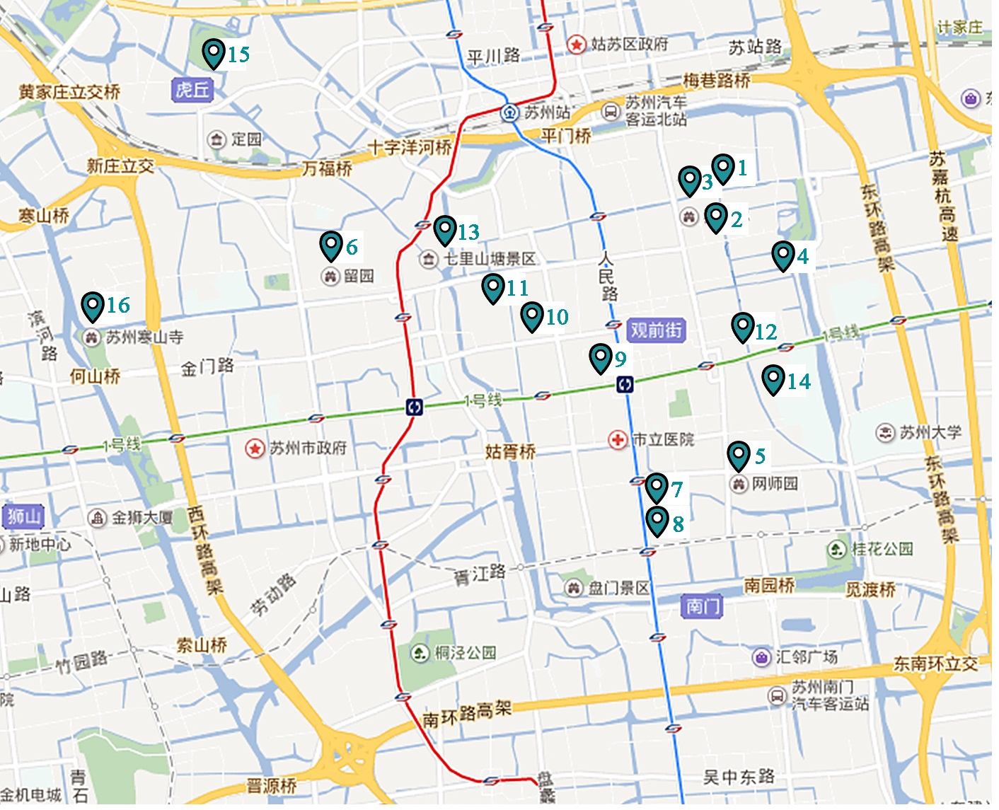 计家庄
姑苏区政府
苏站路
平川路
15
虎丘
黄家庄立交桥
梅巷路桥
苏州汽车
客运北站
苏州站
平门桥
定园
十字洋河桥
新庄立交
万福桥
苏嘉杭高速
1
3
2
东环路高架
寒山桥
13
6
七里山塘景区
4
留园
人民路
11
16
10
滨河路
苏州寒山寺
观前街
12
1号线
9
金门路
何山桥
14
1号线
苏州大学
1号线
苏州市政府
姑胥桥
市立医院
5
网师园
7
东环路高架
狮山
金狮大厦
8
西环路高架
新地中心
桂花公园
胥江路
山路
劳动路
盘门景区
南园桥
觅渡桥
南门
索山桥
桐泾公园
竹园路
汇邻广场
东南环立交
苏州南门
汽车客运站
院
南环路高架
青石
吴中东路
晋源桥
金机电城
盘蠡